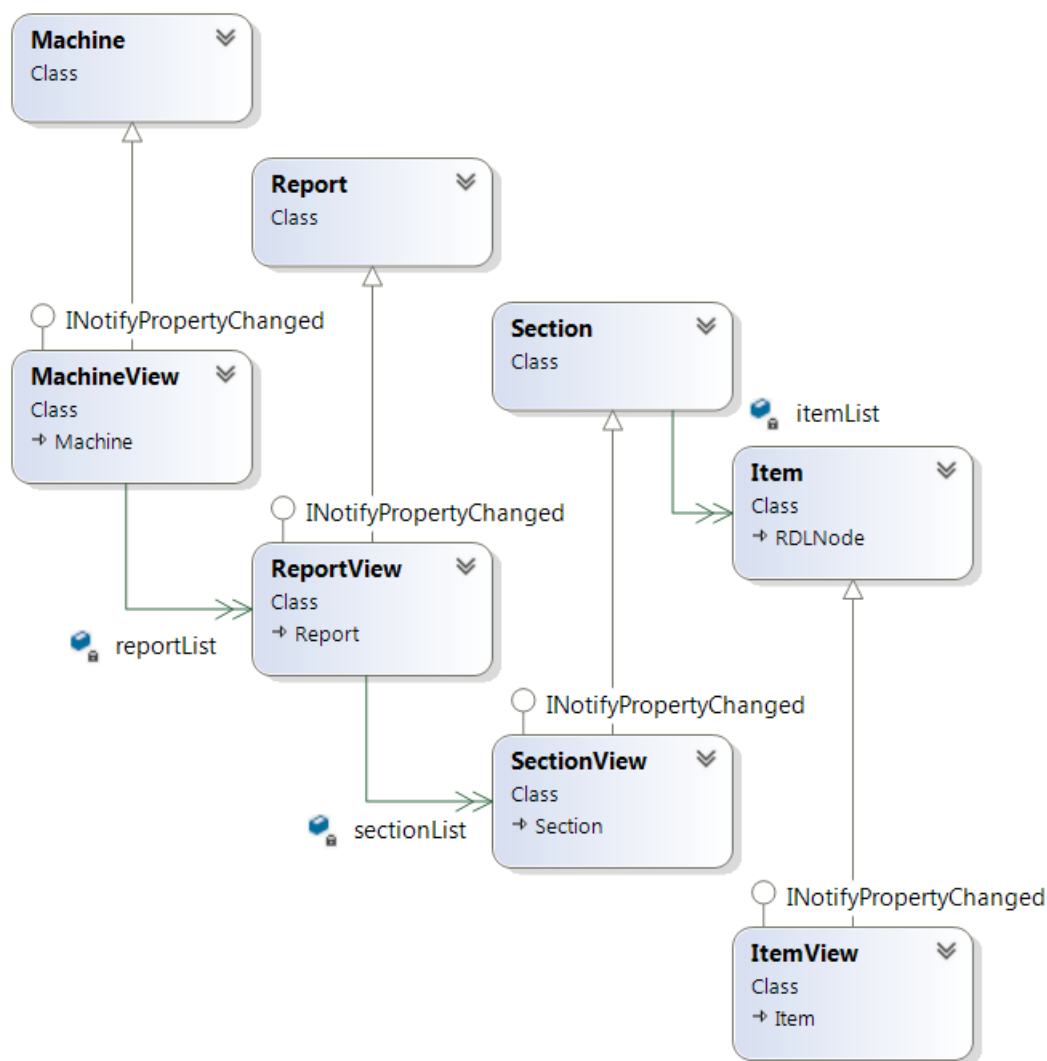 Machine
Class
Report
Class
INotifyPropertyChanged
MachineView
Class
Machine
Section
Class
itemList
Item
Class
RDLNode
INotifyPropertyChanged
ReportView
Class
Report
reportList
INotifyPropertyChanged
SectionView
Class
Section
sectionList
INotifyPropertyChanged
ItemView
Class
Item